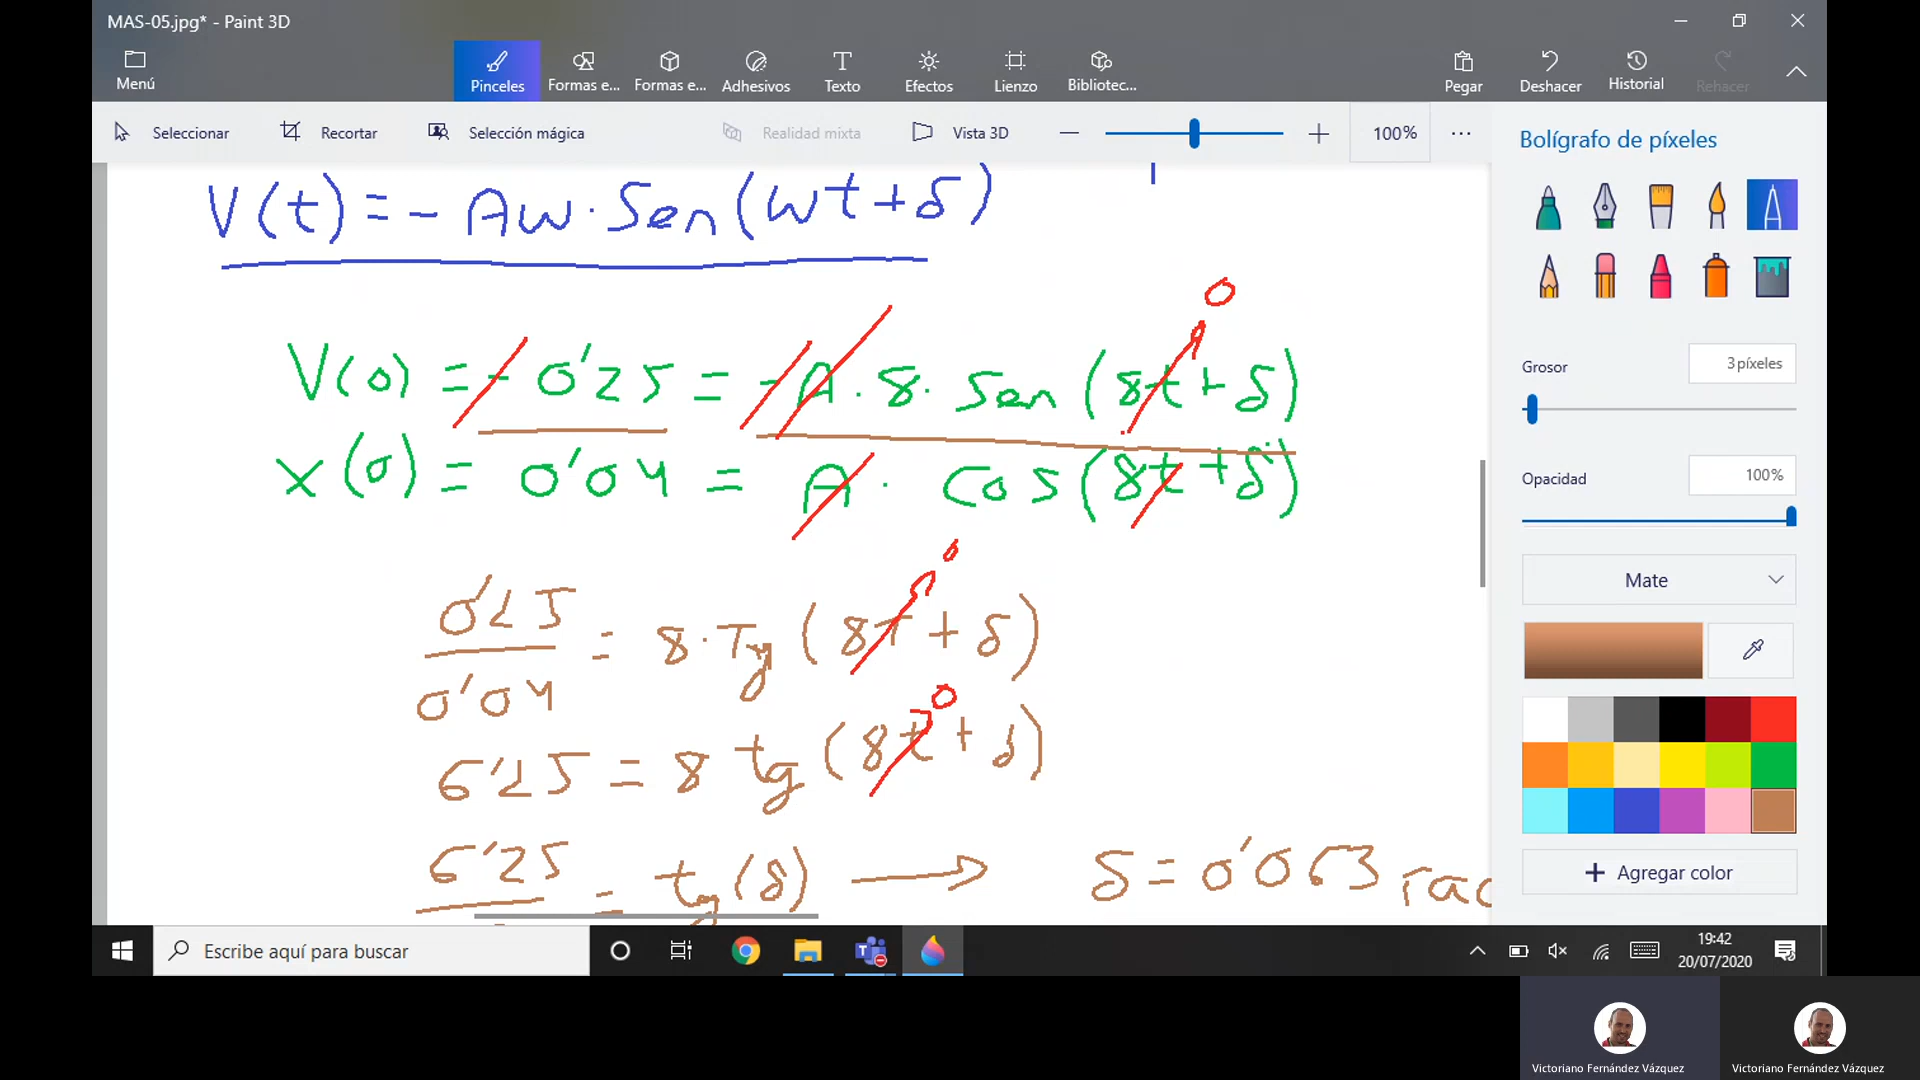 MAS-05.jpg* - Paint 3D
Menú
Pinceles
Formas e...
Formas e...
Adhesivos
Texto
Efectos
Lienzo
Bibliotec...
Pegar
Deshacer
Historial
Rehacer
Seleccionar
Recortar
Selección mágica
Realidad mixta
Vista 3D
100%
Bolígrafo de píxeles
V(t) = - Aw · Sen (wt + δ)
0
V(0) = - 0'25 = - A · 8 · Sen (8t + δ)
x(0) = 0'04 = A · Cos (8t + δ)
0
0'25
0'04
= 8 · Tg (8t + δ)
0
6'25 = 8 tg (8t + δ)
6'25
= tg (δ) → δ = 0'063 rad
Grosor
3 píxeles
Opacidad
100%
Mate
+ Agregar color
Escribe aquí para buscar
19:42
20/07/2020
Victoriano Fernández Vázquez
Victoriano Fernández Vázquez